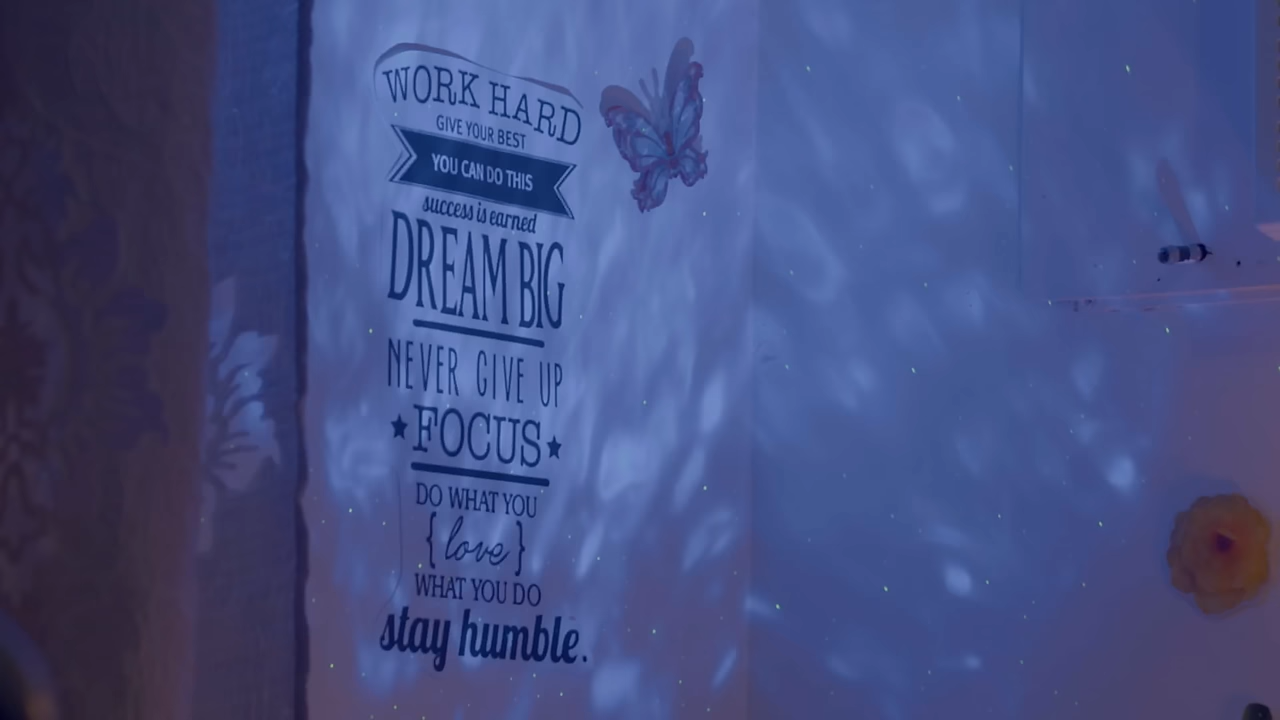 WORK HARD
GIVE YOUR BEST
YOU CAN DO THIS
success is earned
DREAM BIG
NEVER GIVE UP
FOCUS
DO WHAT YOU
{love}
WHAT YOU DO
stay humble.